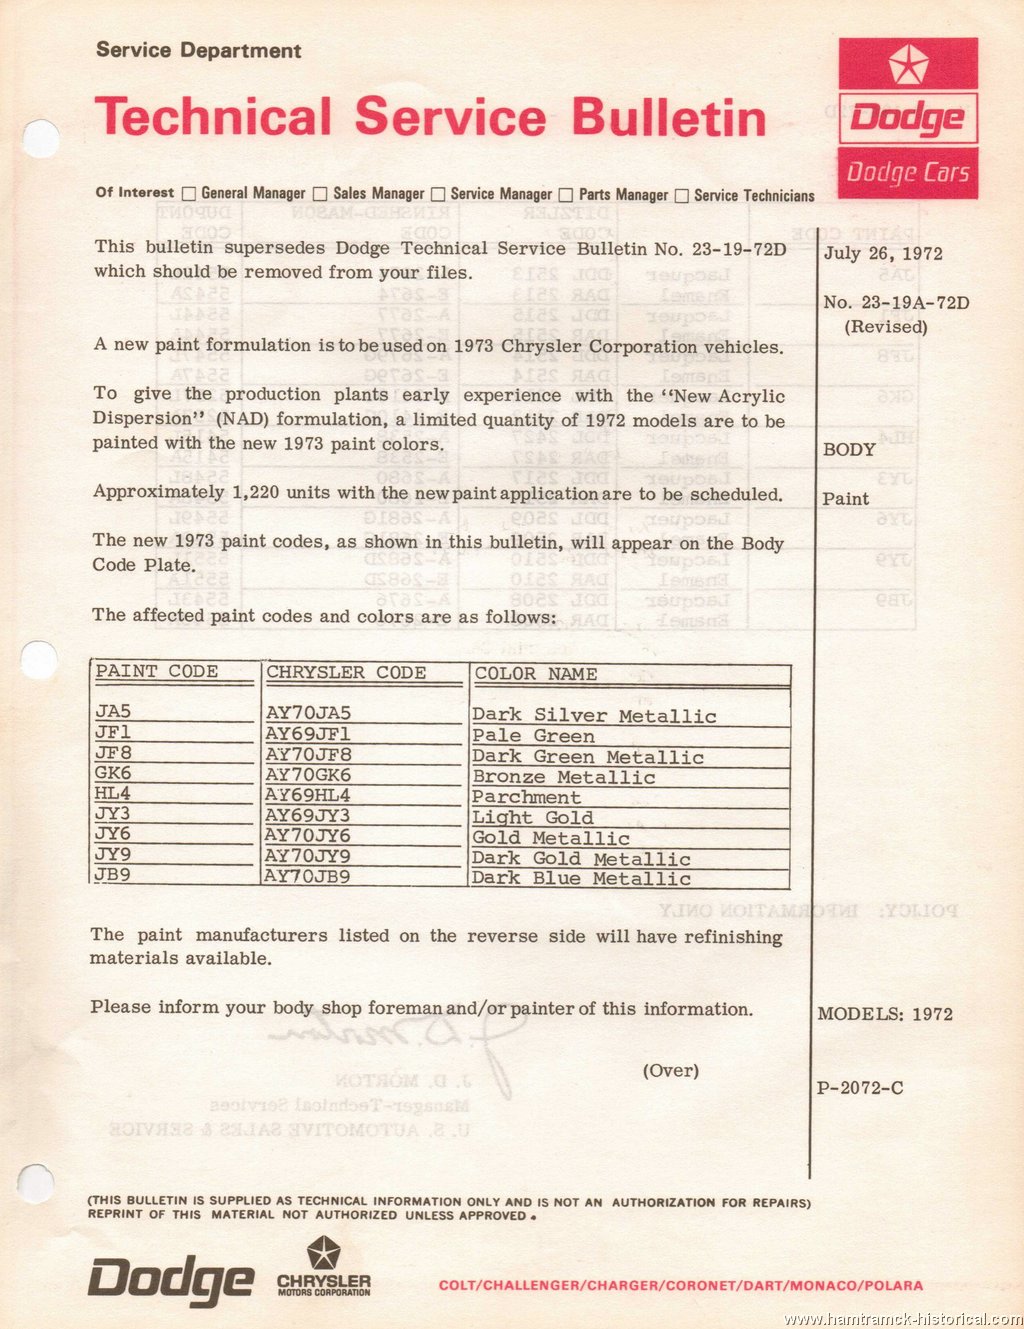 Service Department
Technical Service Bulletin
Dodge
Dodge Cars
Of Interest □ General Manager □ Sales Manager □ Service Manager □ Parts Manager □ Service Technicians
This bulletin supersedes Dodge Technical Service Bulletin No. 23-19-72D
which should be removed from your files.
July 26, 1972
No. 23-19A-72D
(Revised)
A new paint formulation is to be used on 1973 Chrysler Corporation vehicles.
To give the production plants early experience with the "New Acrylic
Dispersion" (NAD) formulation, a limited quantity of 1972 models are to be
painted with the new 1973 paint colors.
BODY
Approximately 1,220 units with the new paint application are to be scheduled.
Paint
The new 1973 paint codes, as shown in this bulletin, will appear on the Body
Code Plate.
The affected paint codes and colors are as follows:
PAINT CODE CHRYSLER CODE COLOR NAME
JA5 AY70JA5 Dark Silver Metallic
JF1 AY69JF1 Pale Green
JF8 AY70JF8 Dark Green Metallic
GK6 AY70GK6 Bronze Metallic
HL4 AY69HL4 Parchment
JY3 AY69JY3 Light Gold
JY6 AY70JY6 Gold Metallic
JY9 AY70JY9 Dark Gold Metallic
JB9 AY70JB9 Dark Blue Metallic
The paint manufacturers listed on the reverse side will have refinishing
materials available.
Please inform your body shop foreman and/or painter of this information.
MODELS: 1972
(Over)
P-2072-C
(THIS BULLETIN IS SUPPLIED AS TECHNICAL INFORMATION ONLY AND IS NOT AN AUTHORIZATION FOR REPAIRS)
REPRINT OF THIS MATERIAL NOT AUTHORIZED UNLESS APPROVED.
Dodge
CHRYSLER
MOTORS CORPORATION
COLT/CHALLENGER/CHARGER/CORONET/DART/MONACO/POLARA
www.hamtramck-historical.com